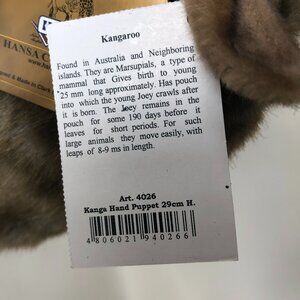 HANSA C
Kangaroo
Found in Australia and Neighboring
islands. They are Marsupials, a type of
mammal that Gives birth to young
25 mm long approximately. Has pouch
into which the young Joey crawls after
it is born. The Joey remains in the
pouch for some 190 days before it
leaves for short periods. For such
large animals they move easily, with
leaps of 8-9 ms in length.
Art. 4026
Kanga Hand Puppet 29cm H.
4 806021 940266